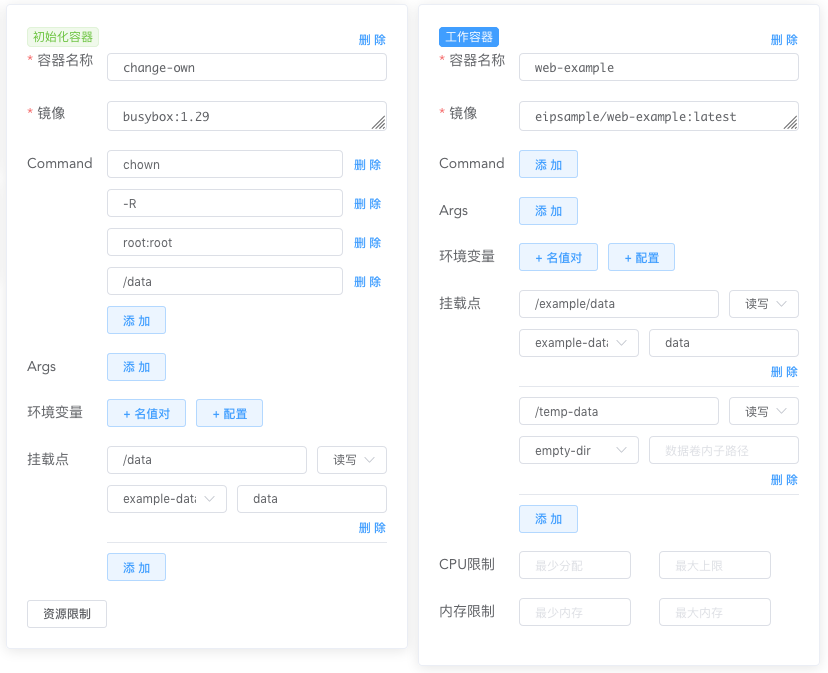 初始化容器
删 除
* 容器名称 change-own
* 镜像 busybox:1.29
Command chown 删 除
-R 删 除
root:root 删 除
/data 删 除
添 加
Args 添 加
环境变量 + 名值对 + 配置
挂载点 /data 读写
example-data data
删 除
添 加
资源限制
工作容器
删 除
* 容器名称 web-example
* 镜像 eipsample/web-example:latest
Command 添 加
Args 添 加
环境变量 + 名值对 + 配置
挂载点 /example/data 读写
example-data data
删 除
/temp-data 读写
empty-dir 数据卷内子路径
删 除
添 加
CPU限制 最少分配 最大上限
内存限制 最少内存 最大内存